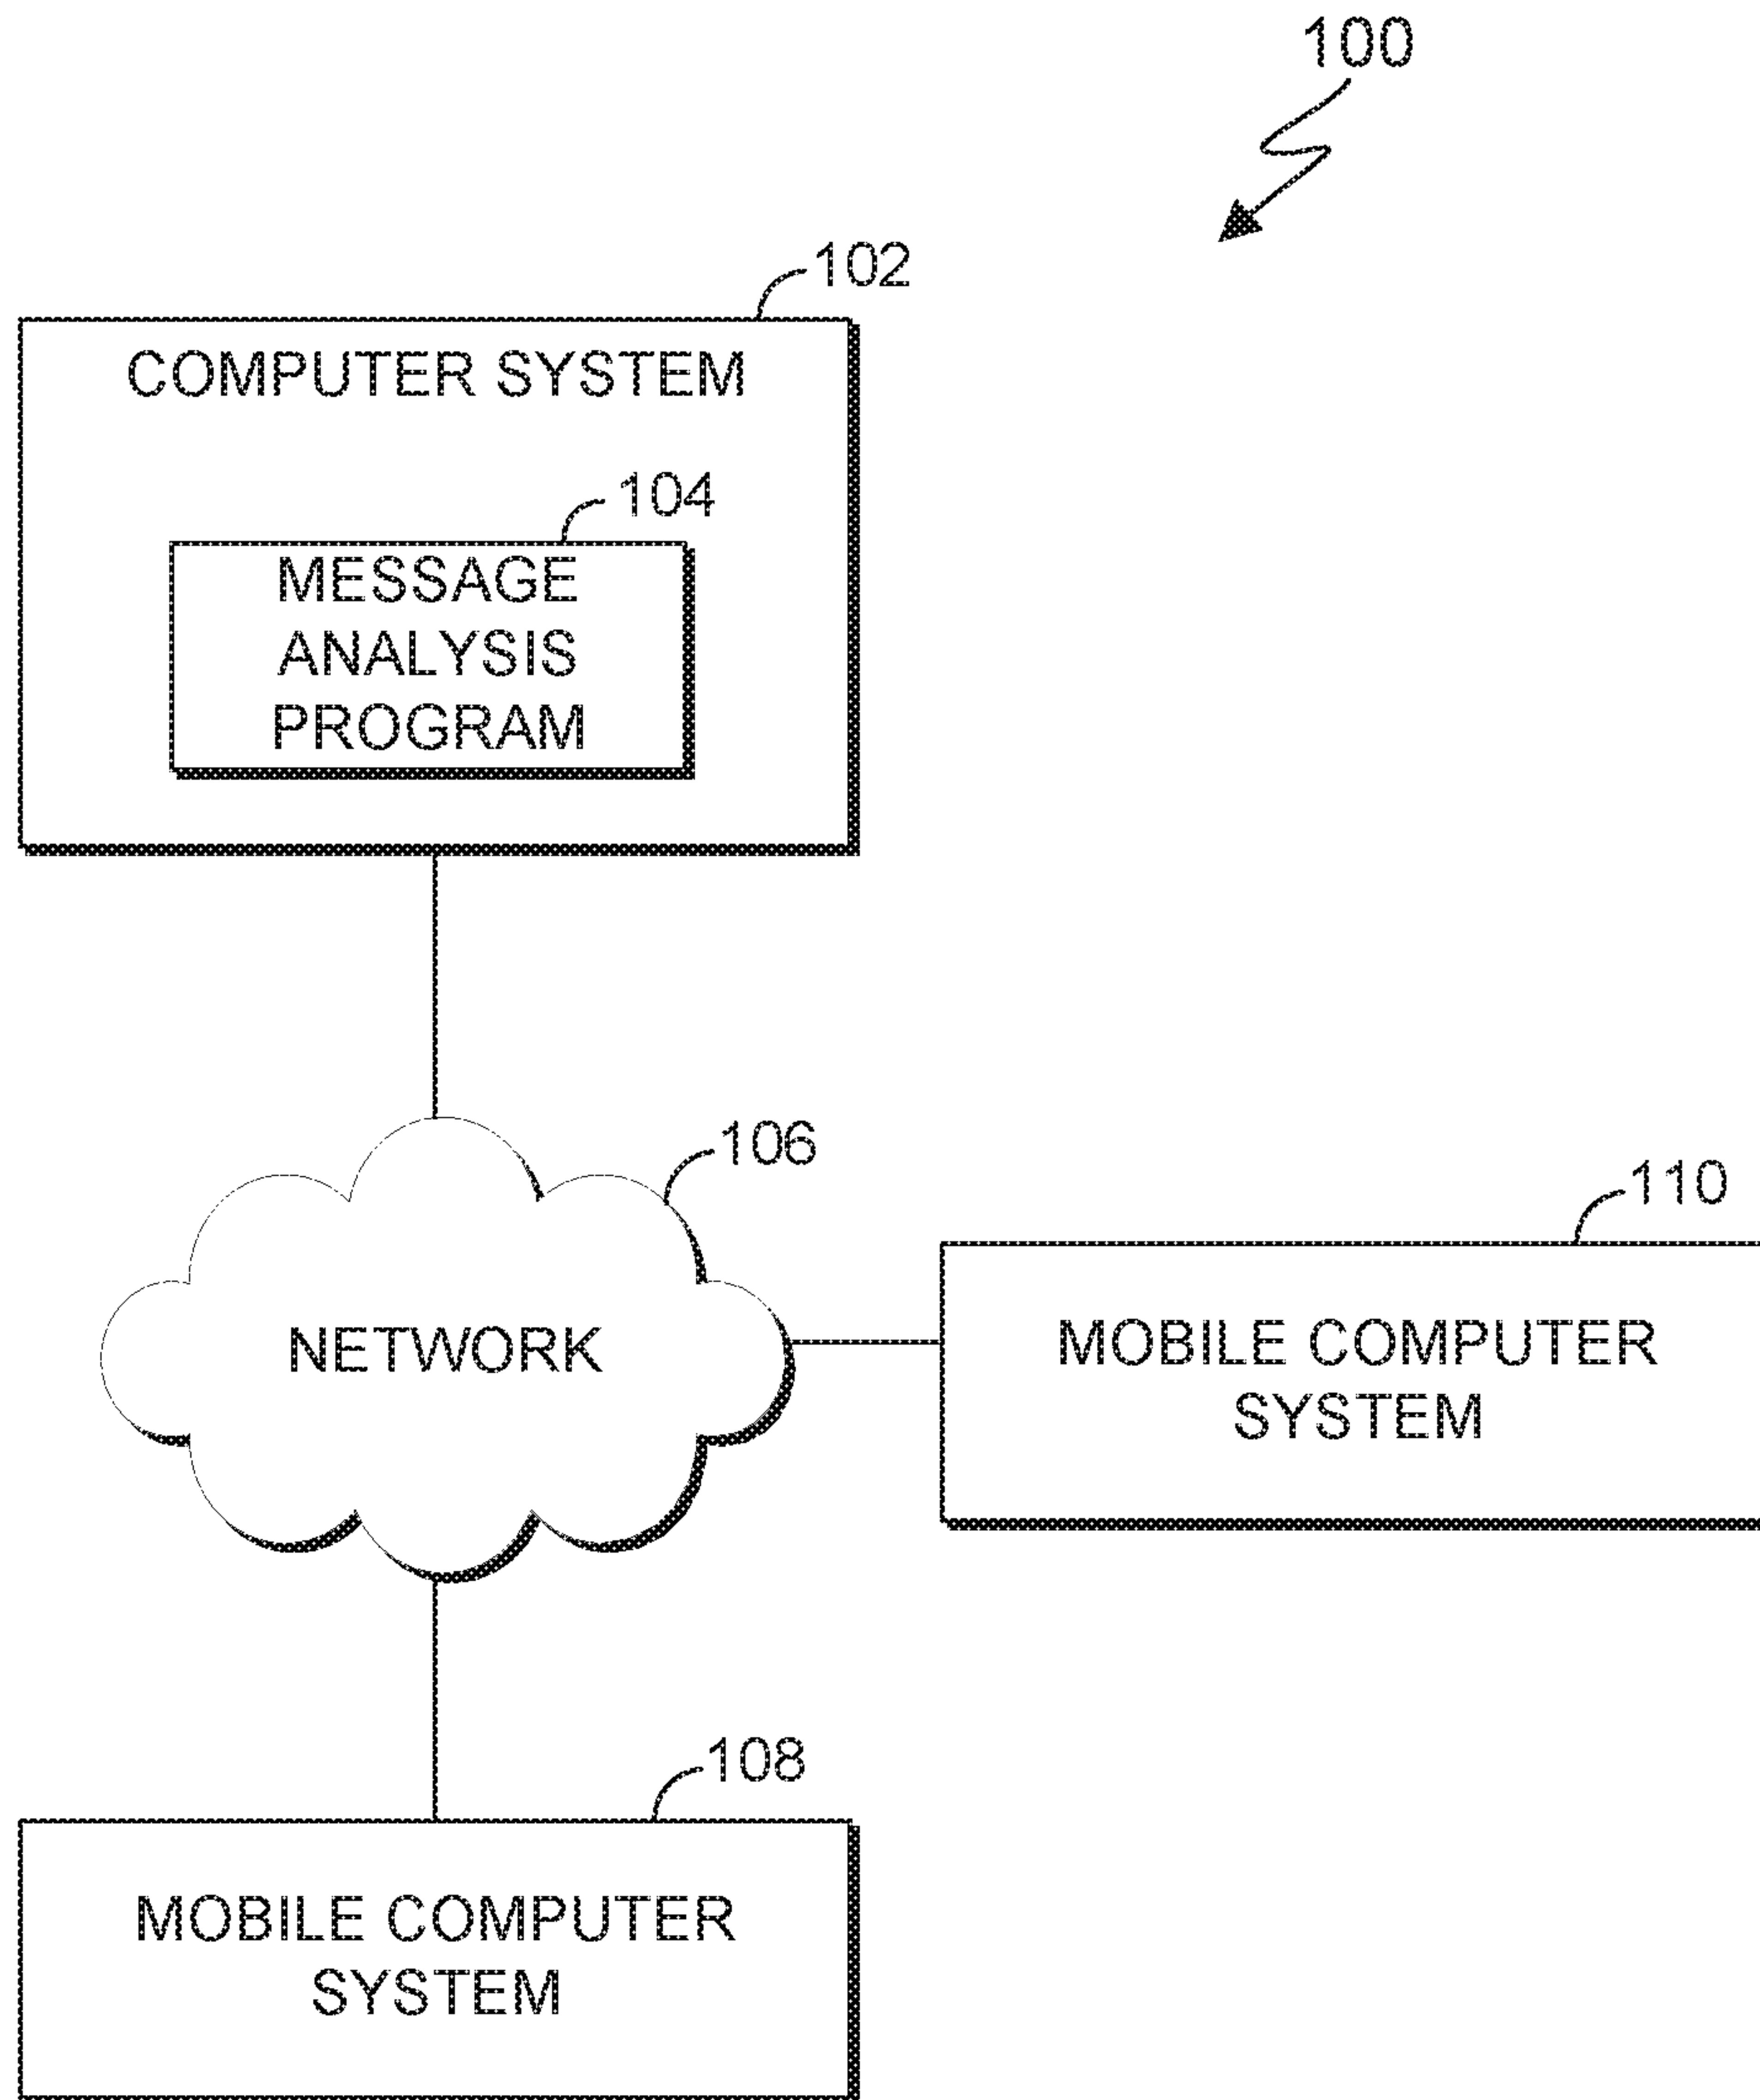 100
102
COMPUTER SYSTEM
104
MESSAGE
ANALYSIS
PROGRAM
106
NETWORK
110
MOBILE COMPUTER
SYSTEM
108
MOBILE COMPUTER
SYSTEM